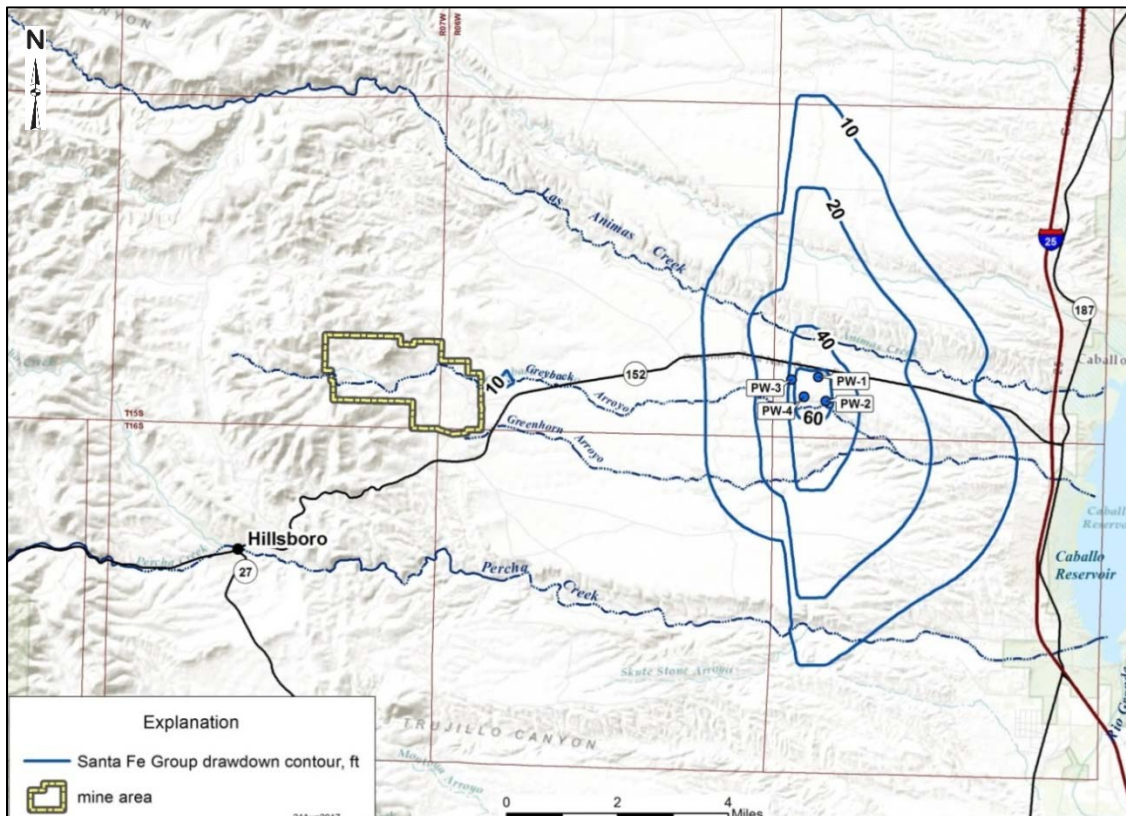 CANYON
R07W
R06W
N
10
20
Las Animas Creek
25
187
40
Animas Creek
Caballo
152
10
Greyback
Arroyo
PW-3
PW-1
PW-4
PW-2
60
T15S
T16S
Greenhorn Arroyo
Hillsboro
Percha Creek
27
Percha Creek
Caballo Reservoir
Caballo Reservoir
Skute Stone Arroyo
Rio Grande
TRUJILLO CANYON
Montoya Arroyo
Explanation
Santa Fe Group drawdown contour, ft
mine area
0 2 4
Miles